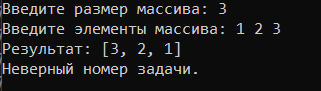 Введите размер массива: 3
Введите элементы массива: 1 2 3
Результат: [3, 2, 1]
Неверный номер задачи.